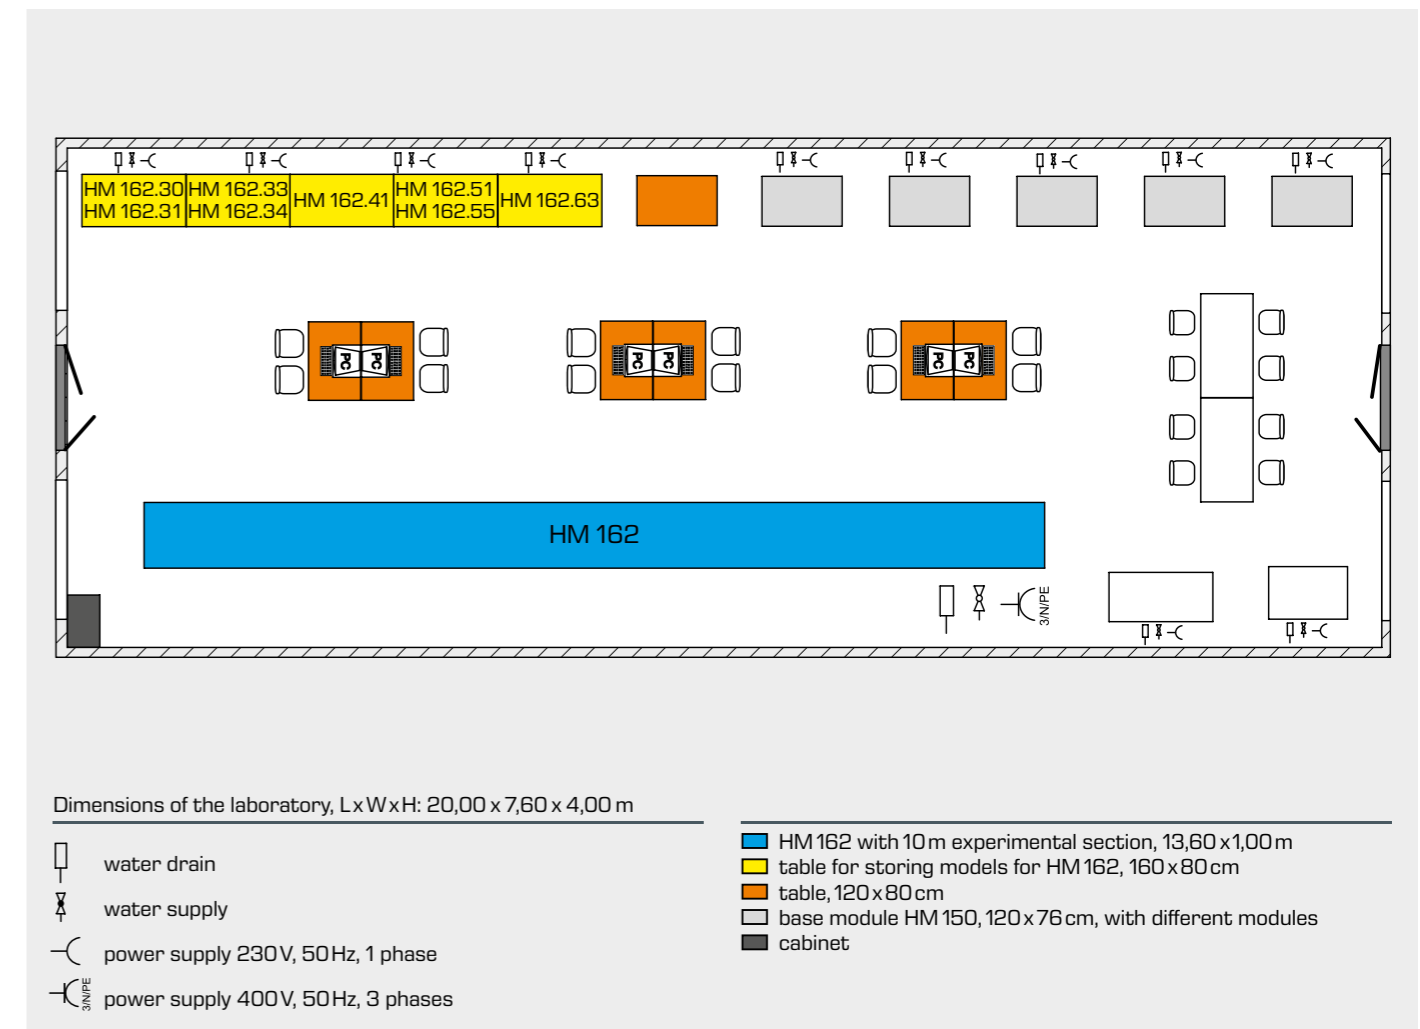 HM 162.30
HM 162.31
HM 162.33
HM 162.34
HM 162.41
HM 162.51
HM 162.55
HM 162.63
PC PC
PC PC
PC PC
HM 162
3/N/PE
Dimensions of the laboratory, L x W x H: 20,00 x 7,60 x 4,00 m
water drain
water supply
power supply 230 V, 50 Hz, 1 phase
3/N/PE
power supply 400 V, 50 Hz, 3 phases
HM 162 with 10 m experimental section, 13,60 x 1,00 m
table for storing models for HM 162, 160 x 80 cm
table, 120 x 80 cm
base module HM 150, 120 x 76 cm, with different modules
cabinet